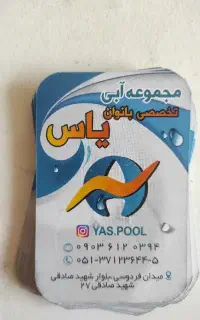 مجموعه آبی
تخصصی بانوان
یاس
YAS.POOL
۰۹۰۳ ۶۱۲ ۰۳۹۴
۰۵۱-۳۷۱۲۳۶۴۴-۵
میدان فردوسی،بلوار شهید صادقی
شهید صادقی ۲۷